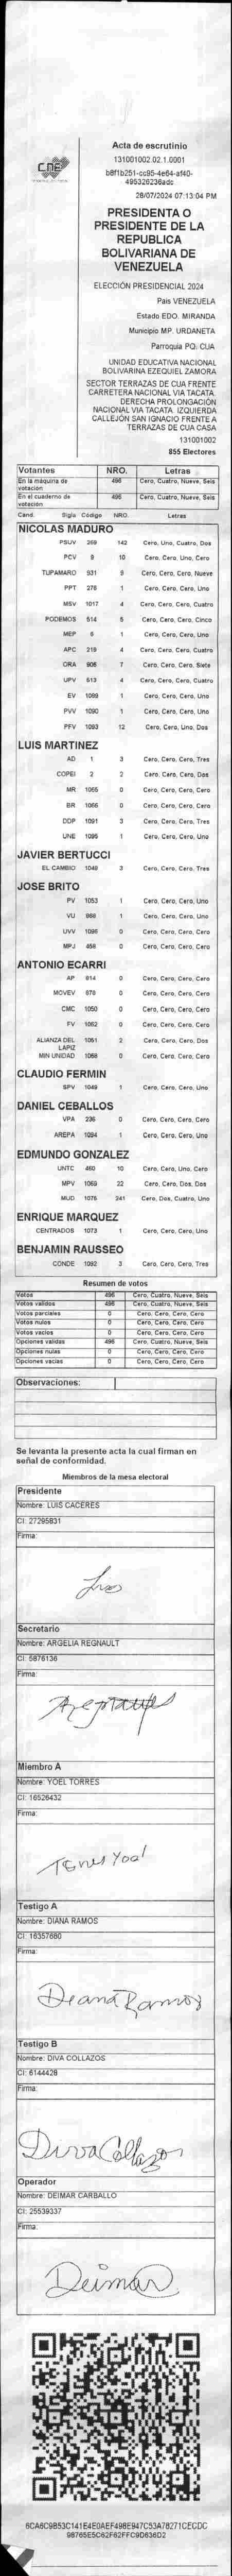 CNE
Acta de escrutinio
131001002.02.1.0001
b8f1b251-cc95-4e64-af40-
495326236adc
28/07/2024 07:13:04 PM
PRESIDENTA O
PRESIDENTE DE LA
REPUBLICA
BOLIVARIANA DE
VENEZUELA
ELECCIÓN PRESIDENCIAL 2024
Pais VENEZUELA
Estado EDO. MIRANDA
Municipio MP. URDANETA
Parroquia PQ. CUA
UNIDAD EDUCATIVA NACIONAL
BOLIVARINA EZEQUIEL ZAMORA
SECTOR TERRAZAS DE CUA FRENTE
CARRETERA NACIONAL VIA TACATA.
DERECHA PROLONGACIÓN
NACIONAL VIA TACATA. IZQUIERDA
CALLEJÓN SAN IGNACIO FRENTE A
TERRAZAS DE CUA CASA
131001002
855 Electores
Votantes NRO. Letras
En la máquina de votación 496 Cero, Cuatro, Nueve, Seis
En el cuaderno de votación 496 Cero, Cuatro, Nueve, Seis
Cand. Sigla Código NRO. Letras
NICOLAS MADURO
PSUV 269 142 Cero, Uno, Cuatro, Dos
PCV 9 10 Cero, Cero, Uno, Cero
TUPAMARO 931 9 Cero, Cero, Cero, Nueve
PPT 276 1 Cero, Cero, Cero, Uno
MSV 1017 4 Cero, Cero, Cero, Cuatro
PODEMOS 514 5 Cero, Cero, Cero, Cinco
MEP 6 1 Cero, Cero, Cero, Uno
APC 219 4 Cero, Cero, Cero, Cuatro
ORA 908 7 Cero, Cero, Cero, Siete
UPV 613 4 Cero, Cero, Cero, Cuatro
EV 1089 1 Cero, Cero, Cero, Uno
PVV 1090 1 Cero, Cero, Cero, Uno
PFV 1093 12 Cero, Cero, Uno, Dos
LUIS MARTINEZ
AD 1 3 Cero, Cero, Cero, Tres
COPEI 2 2 Cero, Cero, Cero, Dos
MR 1065 0 Cero, Cero, Cero, Cero
BR 1066 0 Cero, Cero, Cero, Cero
DDP 1091 3 Cero, Cero, Cero, Tres
UNE 1095 1 Cero, Cero, Cero, Uno
JAVIER BERTUCCI
EL CAMBIO 1048 3 Cero, Cero, Cero, Tres
JOSE BRITO
PV 1053 1 Cero, Cero, Cero, Uno
VU 968 1 Cero, Cero, Cero, Uno
UVV 1096 0 Cero, Cero, Cero, Cero
MPJ 458 0 Cero, Cero, Cero, Cero
ANTONIO ECARRI
AP 914 0 Cero, Cero, Cero, Cero
MOVEV 878 0 Cero, Cero, Cero, Cero
CMC 1050 0 Cero, Cero, Cero, Cero
FV 1062 0 Cero, Cero, Cero, Cero
ALIANZA DEL LAPIZ 1051 2 Cero, Cero, Cero, Dos
MIN UNIDAD 1068 0 Cero, Cero, Cero, Cero
CLAUDIO FERMIN
SPV 1049 1 Cero, Cero, Cero, Uno
DANIEL CEBALLOS
VPA 236 0 Cero, Cero, Cero, Cero
AREPA 1094 1 Cero, Cero, Cero, Uno
EDMUNDO GONZALEZ
UNTC 460 10 Cero, Cero, Uno, Cero
MPV 1069 22 Cero, Cero, Dos, Dos
MUD 1076 241 Cero, Dos, Cuatro, Uno
ENRIQUE MARQUEZ
CENTRADOS 1073 1 Cero, Cero, Cero, Uno
BENJAMIN RAUSSEO
CONDE 1092 3 Cero, Cero, Cero, Tres
Resumen de votos
Votos 496 Cero, Cuatro, Nueve, Seis
Votos validos 496 Cero, Cuatro, Nueve, Seis
Votos parciales 0 Cero, Cero, Cero, Cero
Votos nulos 0 Cero, Cero, Cero, Cero
Votos vacios 0 Cero, Cero, Cero, Cero
Opciones validas 496 Cero, Cuatro, Nueve, Seis
Opciones nulas 0 Cero, Cero, Cero, Cero
Opciones vacias 0 Cero, Cero, Cero, Cero
Observaciones:
Se levanta la presente acta la cual firman en
señal de conformidad.
Miembros de la mesa electoral
Presidente
Nombre: LUIS CACERES
CI: 27295831
Firma:
Secretario
Nombre: ARGELIA REGNAULT
CI: 5876136
Firma:
Miembro A
Nombre: YOEL TORRES
CI: 16526432
Firma:
Torres Yoel
Testigo A
Nombre: DIANA RAMOS
CI: 16357680
Firma:
Deana Ramos
Testigo B
Nombre: DIVA COLLAZOS
CI: 6144428
Firma:
Diva Collazos
Operador
Nombre: DEIMAR CARBALLO
CI: 25539337
Firma:
Deimar
6CA6C9B53C141E4E0AEF498E947C53A78271CECDC
98765E5C62F62FFC9D636D2